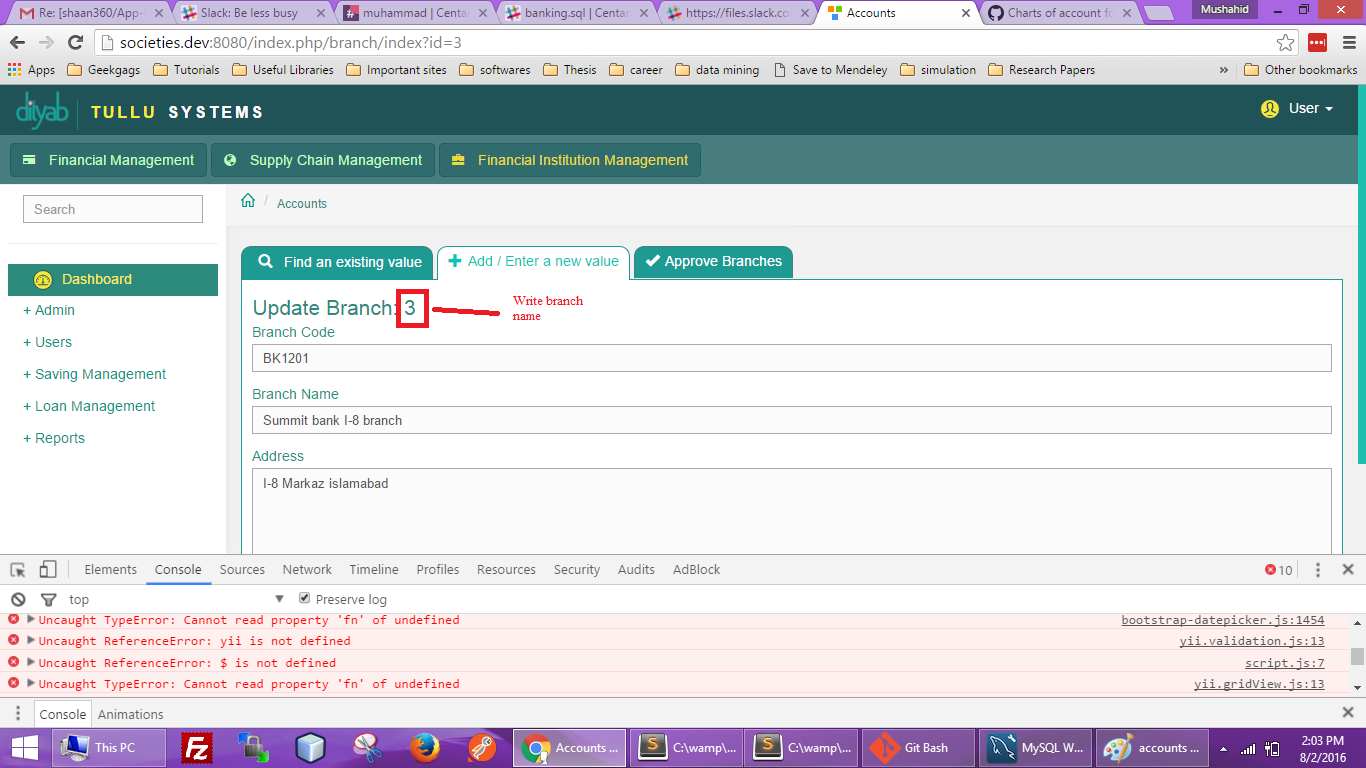 Re: [shaan360/App-
Slack: Be less busy
muhammad | Centan
banking.sql | Centan
https://files.slack.co
Accounts
Charts of account fo
Mushahid
societies.dev:8080/index.php/branch/index?id=3
Apps Geekgags Tutorials Useful Libraries Important sites softwares Thesis career data mining Save to Mendeley simulation Research Papers » Other bookmarks
diyab TULLU SYSTEMS
User
Financial Management Supply Chain Management Financial Institution Management
Search
/ Accounts
Dashboard
+ Admin
+ Users
+ Saving Management
+ Loan Management
+ Reports
Find an existing value Add / Enter a new value Approve Branches
Update Branch: 3
Write branch
name
Branch Code
BK1201
Branch Name
Summit bank I-8 branch
Address
I-8 Markaz islamabad
Elements Console Sources Network Timeline Profiles Resources Security Audits AdBlock 10
top Preserve log
Uncaught TypeError: Cannot read property 'fn' of undefined bootstrap-datepicker.js:1454
Uncaught ReferenceError: yii is not defined yii.validation.js:13
Uncaught ReferenceError: $ is not defined script.js:7
Uncaught TypeError: Cannot read property 'fn' of undefined yii.gridView.js:13
Console Animations
This PC Accounts ... C:\wamp\... C:\wamp\... Git Bash MySQL W... accounts ...
2:03 PM
8/2/2016